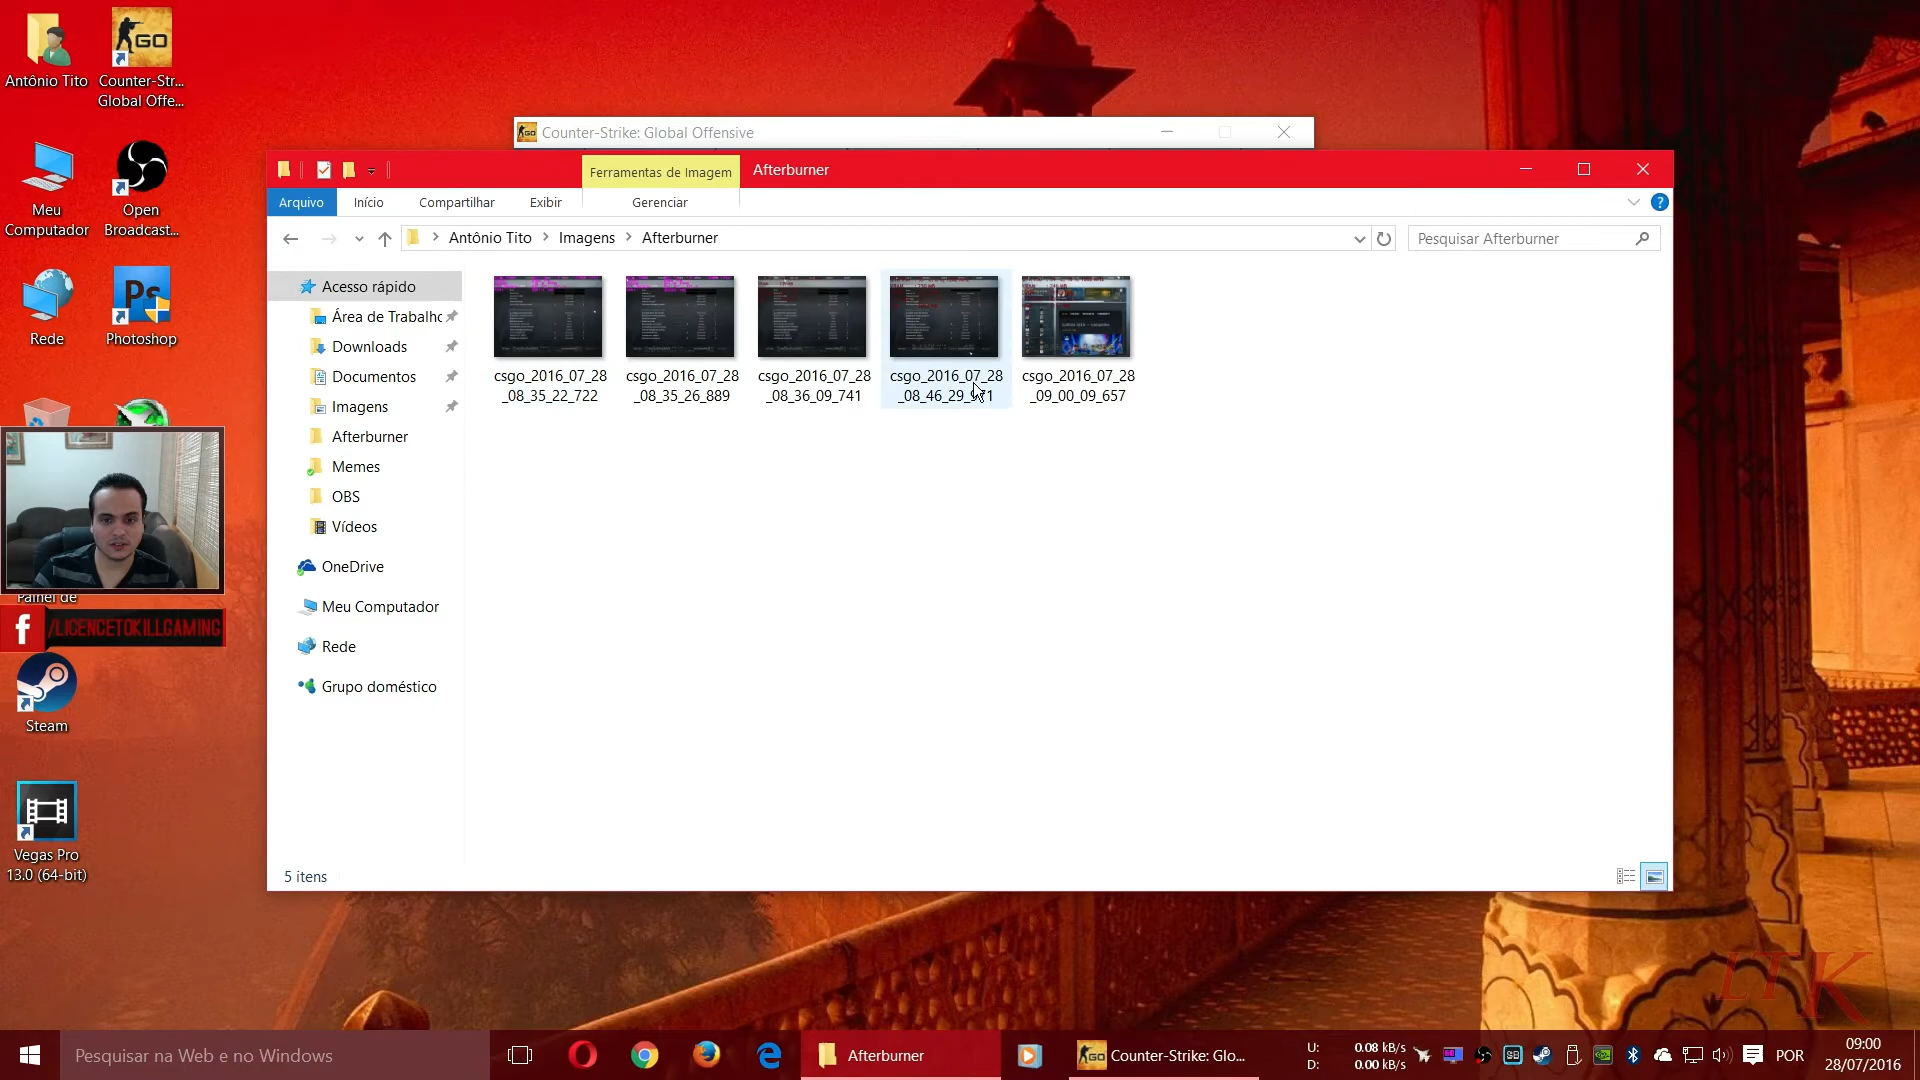 Antônio Tito
Counter-Str...
Global Offe...
Meu
Computador
Open
Broadcast...
Rede
Photoshop
Painel de
/LICENCETOKILLGAMING
Steam
Vegas Pro
13.0 (64-bit)
Counter-Strike: Global Offensive
Ferramentas de Imagem
Afterburner
Arquivo
Início
Compartilhar
Exibir
Gerenciar
Antônio Tito
Imagens
Afterburner
Pesquisar Afterburner
Acesso rápido
Área de Trabalho
Downloads
Documentos
Imagens
Afterburner
Memes
OBS
Vídeos
OneDrive
Meu Computador
Rede
Grupo doméstico
csgo_2016_07_28
_08_35_22_722
csgo_2016_07_28
_08_35_26_889
csgo_2016_07_28
_08_36_09_741
csgo_2016_07_28
_08_46_29_971
csgo_2016_07_28
_09_00_09_657
5 itens
LTK
Pesquisar na Web e no Windows
Afterburner
Counter-Strike: Glo...
U: 0.08 kB/s
D: 0.00 kB/s
POR
09:00
28/07/2016